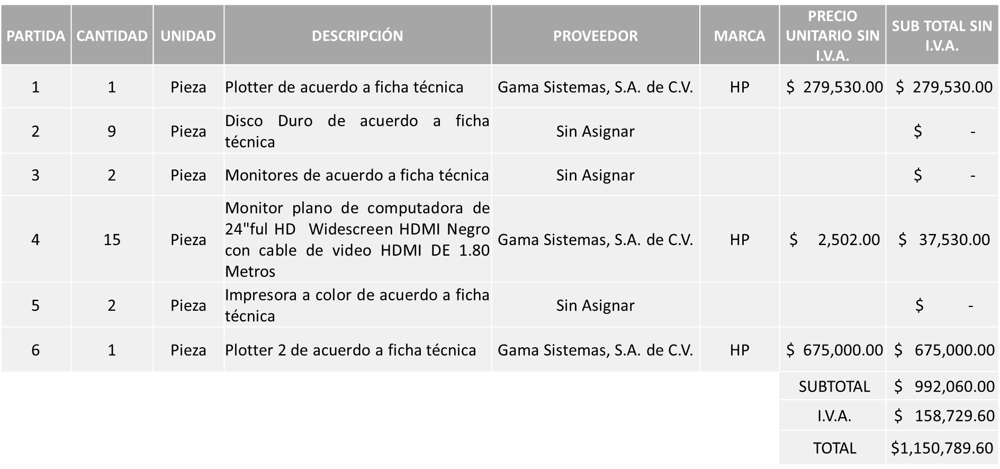 PARTIDA CANTIDAD UNIDAD DESCRIPCIÓN PROVEEDOR MARCA PRECIO UNITARIO SIN I.V.A. SUB TOTAL SIN I.V.A.
1 1 Pieza Plotter de acuerdo a ficha técnica Gama Sistemas, S.A. de C.V. HP $ 279,530.00 $ 279,530.00
2 9 Pieza Disco Duro de acuerdo a ficha técnica Sin Asignar $ -
3 2 Pieza Monitores de acuerdo a ficha técnica Sin Asignar $ -
4 15 Pieza Monitor plano de computadora de 24"ful HD Widescreen HDMI Negro con cable de video HDMI DE 1.80 Metros Gama Sistemas, S.A. de C.V. HP $ 2,502.00 $ 37,530.00
5 2 Pieza Impresora a color de acuerdo a ficha técnica Sin Asignar $ -
6 1 Pieza Plotter 2 de acuerdo a ficha técnica Gama Sistemas, S.A. de C.V. HP $ 675,000.00 $ 675,000.00
SUBTOTAL $ 992,060.00
I.V.A. $ 158,729.60
TOTAL $1,150,789.60